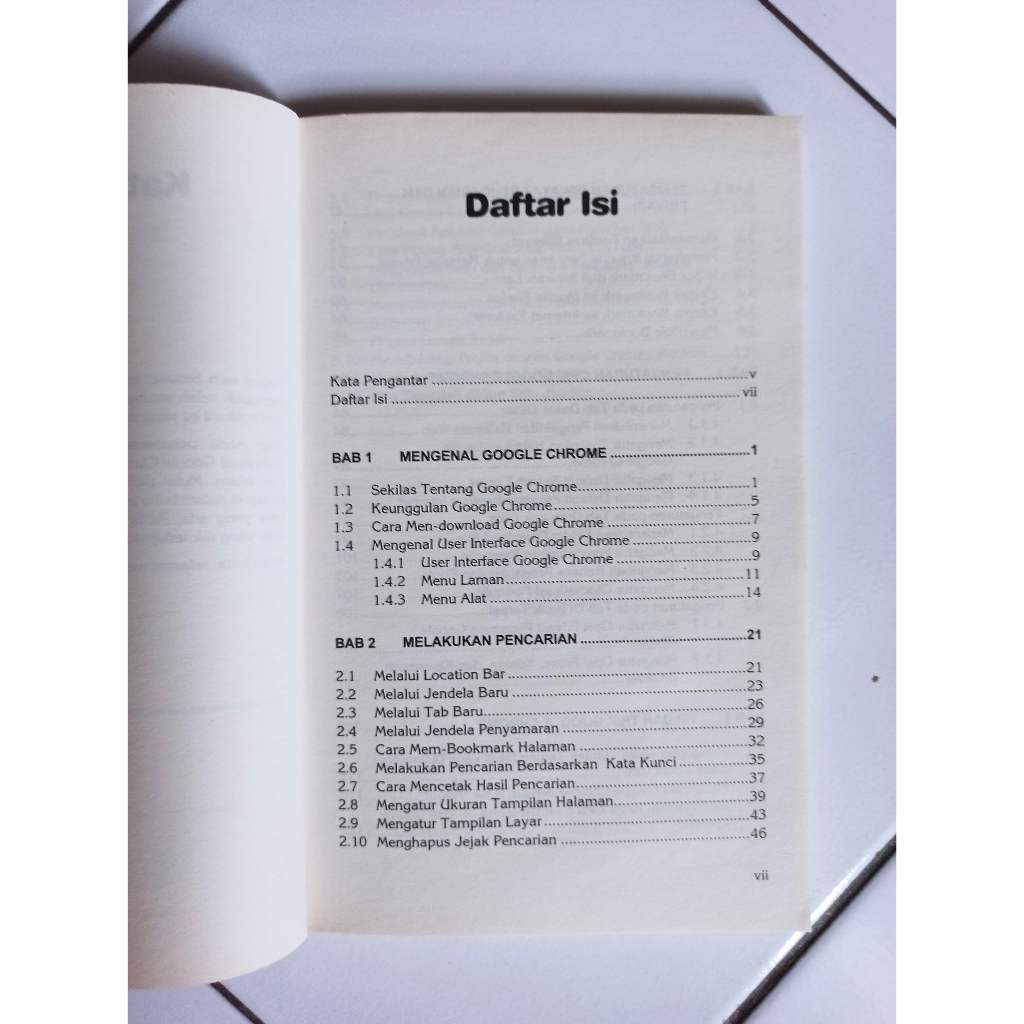 Daftar Isi
Kata Pengantar ........ v
Daftar Isi ........ vii
BAB 1 MENGENAL GOOGLE CHROME ........ 1
1.1 Sekilas Tentang Google Chrome ........ 1
1.2 Keunggulan Google Chrome ........ 5
1.3 Cara Men-download Google Chrome ........ 7
1.4 Mengenal User Interface Google Chrome ........ 9
1.4.1 User Interface Google Chrome ........ 9
1.4.2 Menu Laman ........ 11
1.4.3 Menu Alat ........ 14
BAB 2 MELAKUKAN PENCARIAN ........ 21
2.1 Melalui Location Bar ........ 21
2.2 Melalui Jendela Baru ........ 23
2.3 Melalui Tab Baru ........ 26
2.4 Melalui Jendela Penyamaran ........ 29
2.5 Cara Mem-Bookmark Halaman ........ 32
2.6 Melakukan Pencarian Berdasarkan Kata Kunci ........ 35
2.7 Cara Mencetak Hasil Pencarian ........ 37
2.8 Mengatur Ukuran Tampilan Halaman ........ 39
2.9 Mengatur Tampilan Layar ........ 43
2.10 Menghapus Jejak Pencarian ........ 46
vii